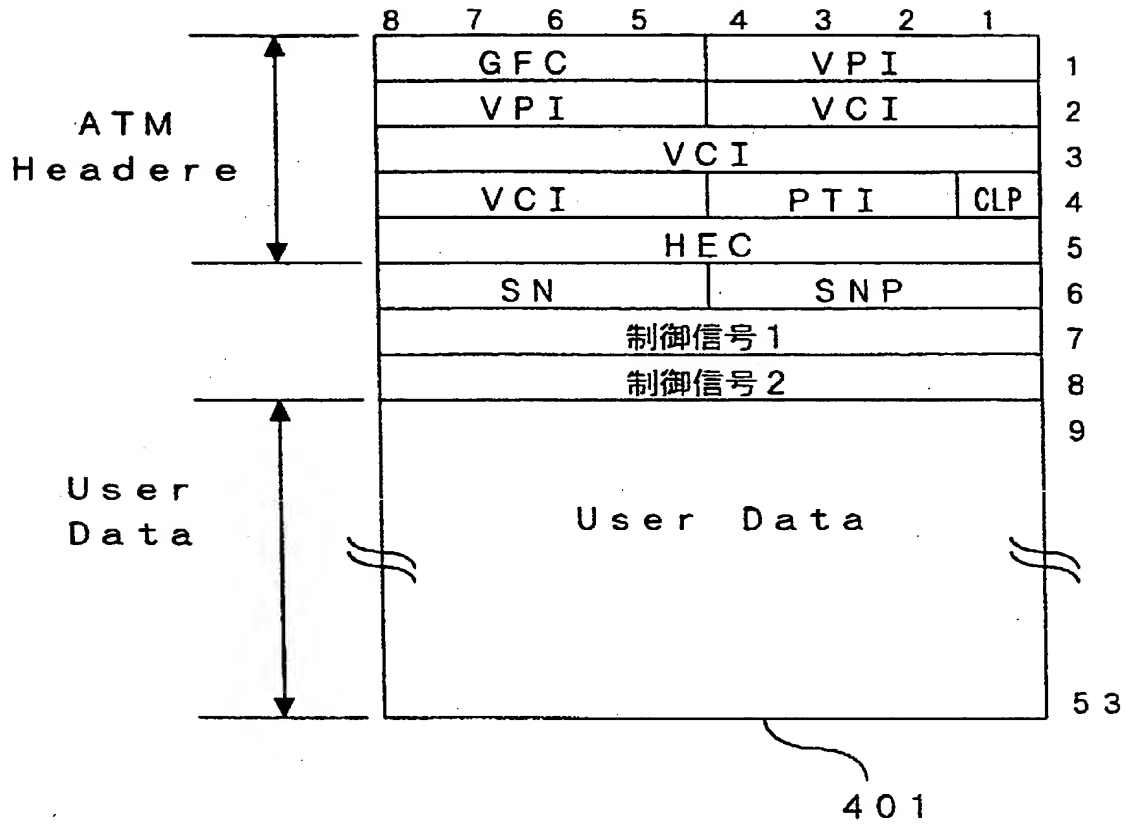 8 7 6 5 4 3 2 1
GFC VPI 1
VPI VCI 2
VCI 3
VCI PTI CLP 4
HEC 5
ATM
Headere
SN SNP 6
制御信号1 7
制御信号2 8
9
User
Data
User Data
53
401